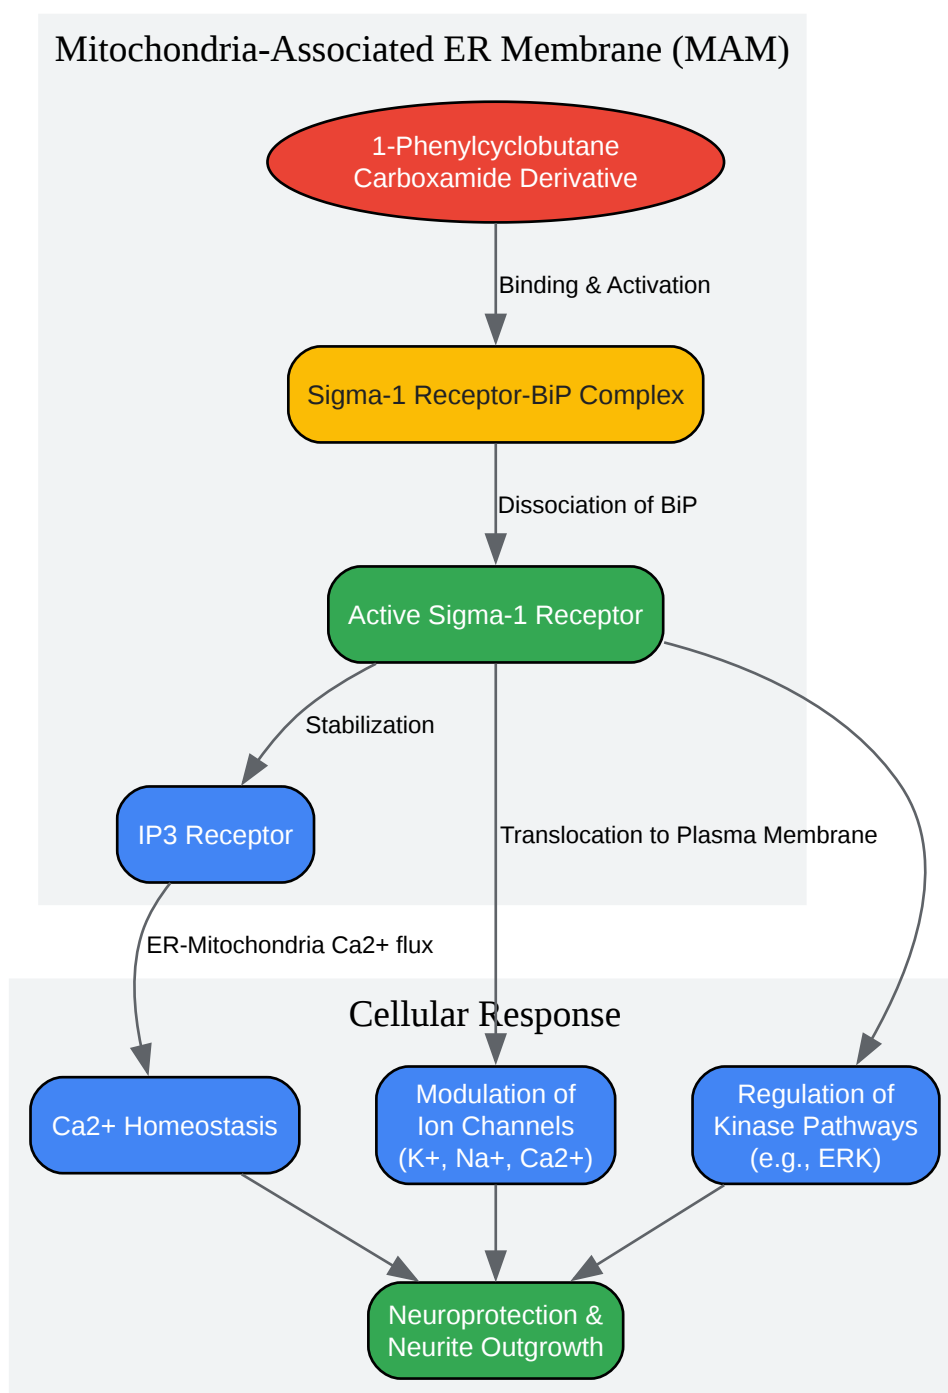 Mitochondria-Associated ER Membrane (MAM)
1-Phenylcyclobutane
Carboxamide Derivative
Binding & Activation
Sigma-1 Receptor-BiP Complex
Dissociation of BiP
Active Sigma-1 Receptor
Stabilization
IP3 Receptor
Translocation to Plasma Membrane
ER-Mitochondria Ca2+ flux
Cellular Response
Ca2+ Homeostasis
Modulation of
Ion Channels
(K+, Na+, Ca2+)
Regulation of
Kinase Pathways
(e.g., ERK)
Neuroprotection &
Neurite Outgrowth